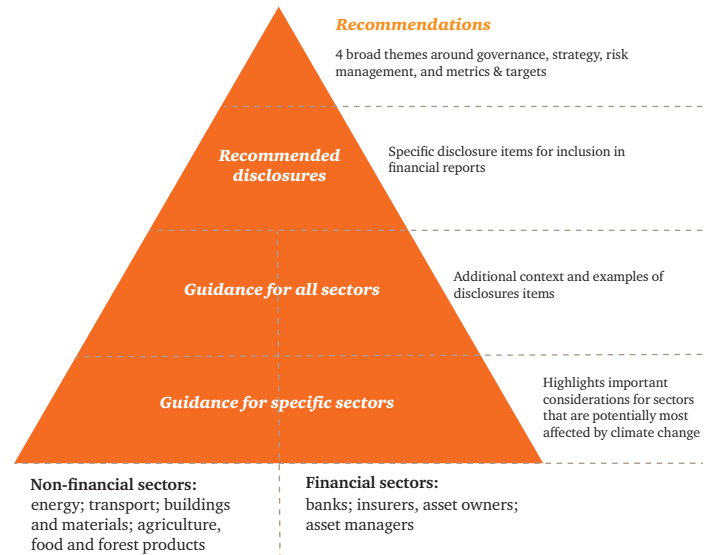 Recommendations
4 broad themes around governance, strategy, risk
management, and metrics & targets
Recommended
disclosures
Specific disclosure items for inclusion in
financial reports
Guidance for all sectors
Additional context and examples of
disclosures items
Guidance for specific sectors
Highlights important
considerations for sectors
that are potentially most
affected by climate change
Non-financial sectors:
energy; transport; buildings
and materials; agriculture,
food and forest products
Financial sectors:
banks; insurers, asset owners;
asset managers